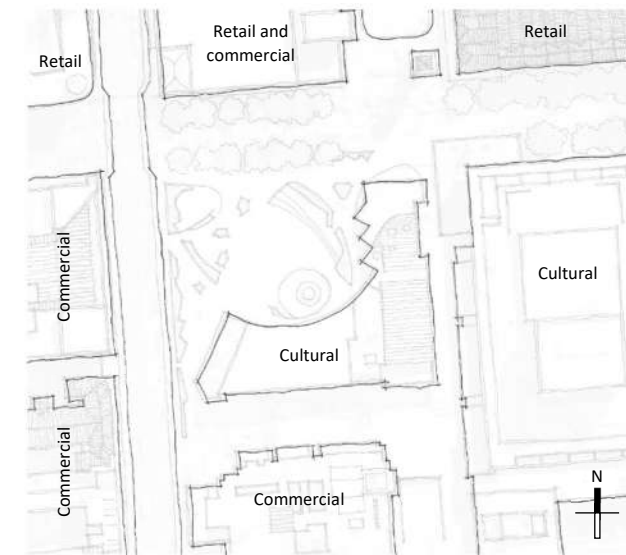 Retail
Retail and
commercial
Retail
Commercial
Cultural
Cultural
Commercial
Commercial
N